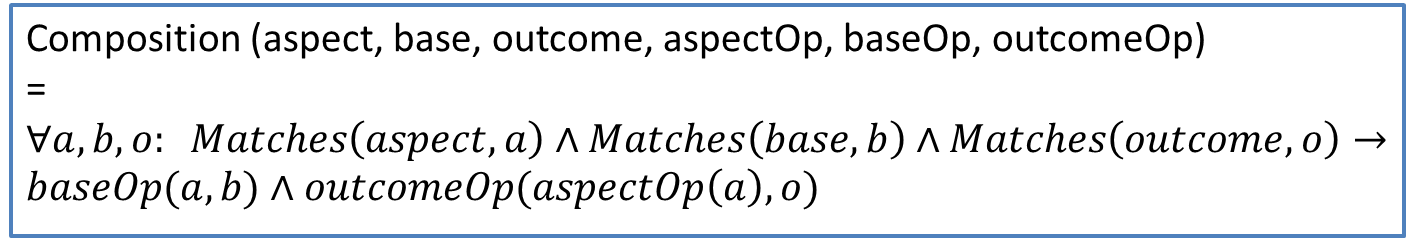 Composition (aspect, base, outcome, aspectOp, baseOp, outcomeOp)
=
∀a, b, o: Matches(aspect, a) ∧ Matches(base, b) ∧ Matches(outcome, o) →
baseOp(a, b) ∧ outcomeOp(aspectOp(a), o)